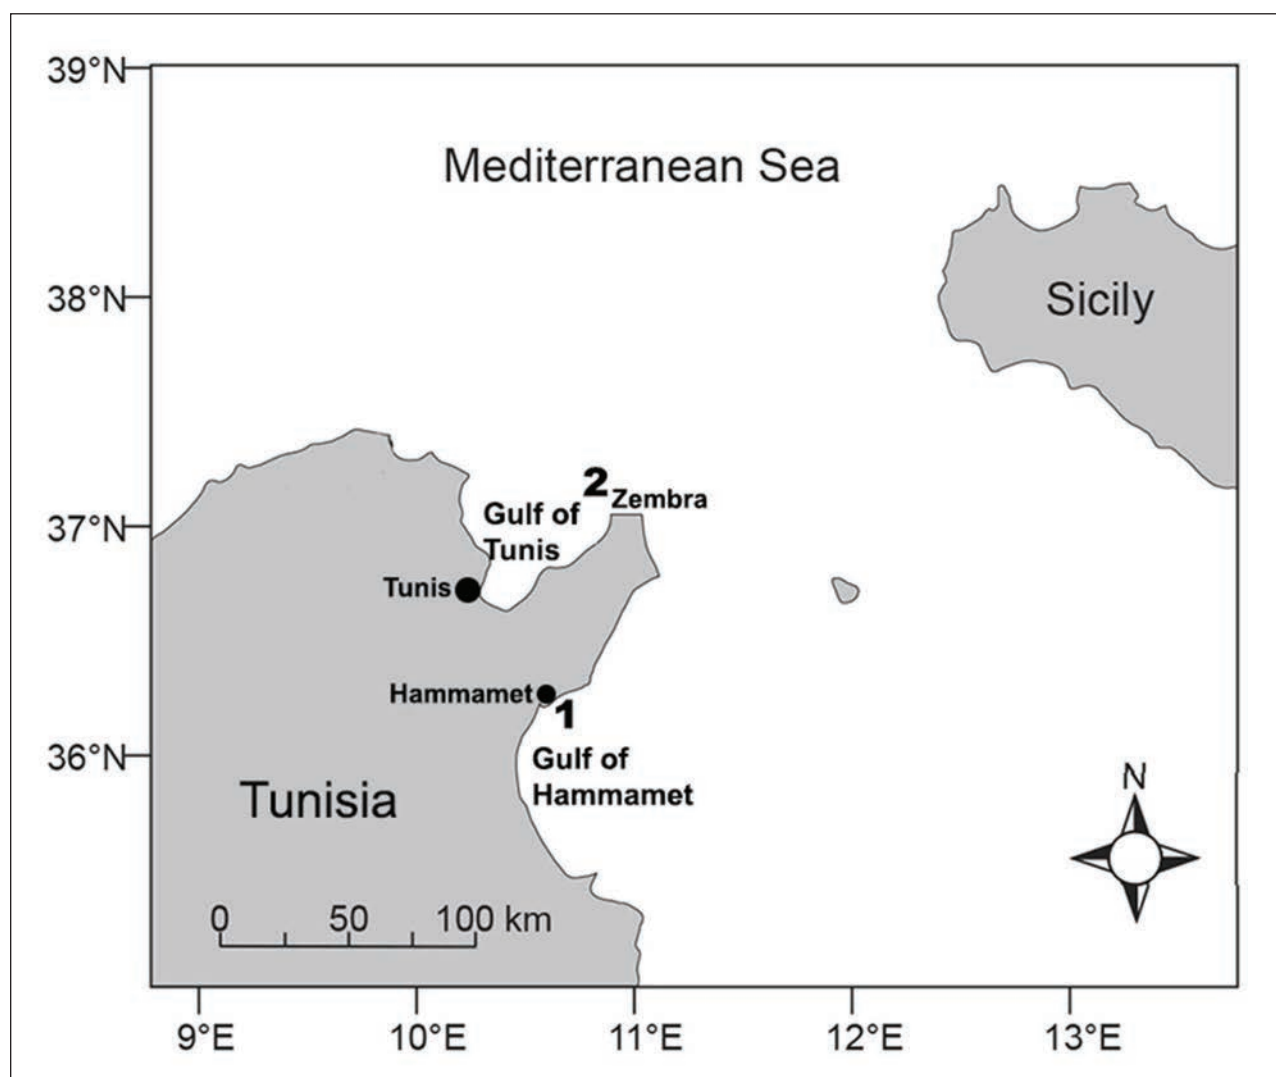 39°N
Mediterranean Sea
38°N
Sicily
37°N
2
Zembra
Gulf of
Tunis
Tunis
Hammamet
1
36°N
Gulf of
Hammamet
Tunisia
N
0 50 100 km
9°E 10°E 11°E 12°E 13°E